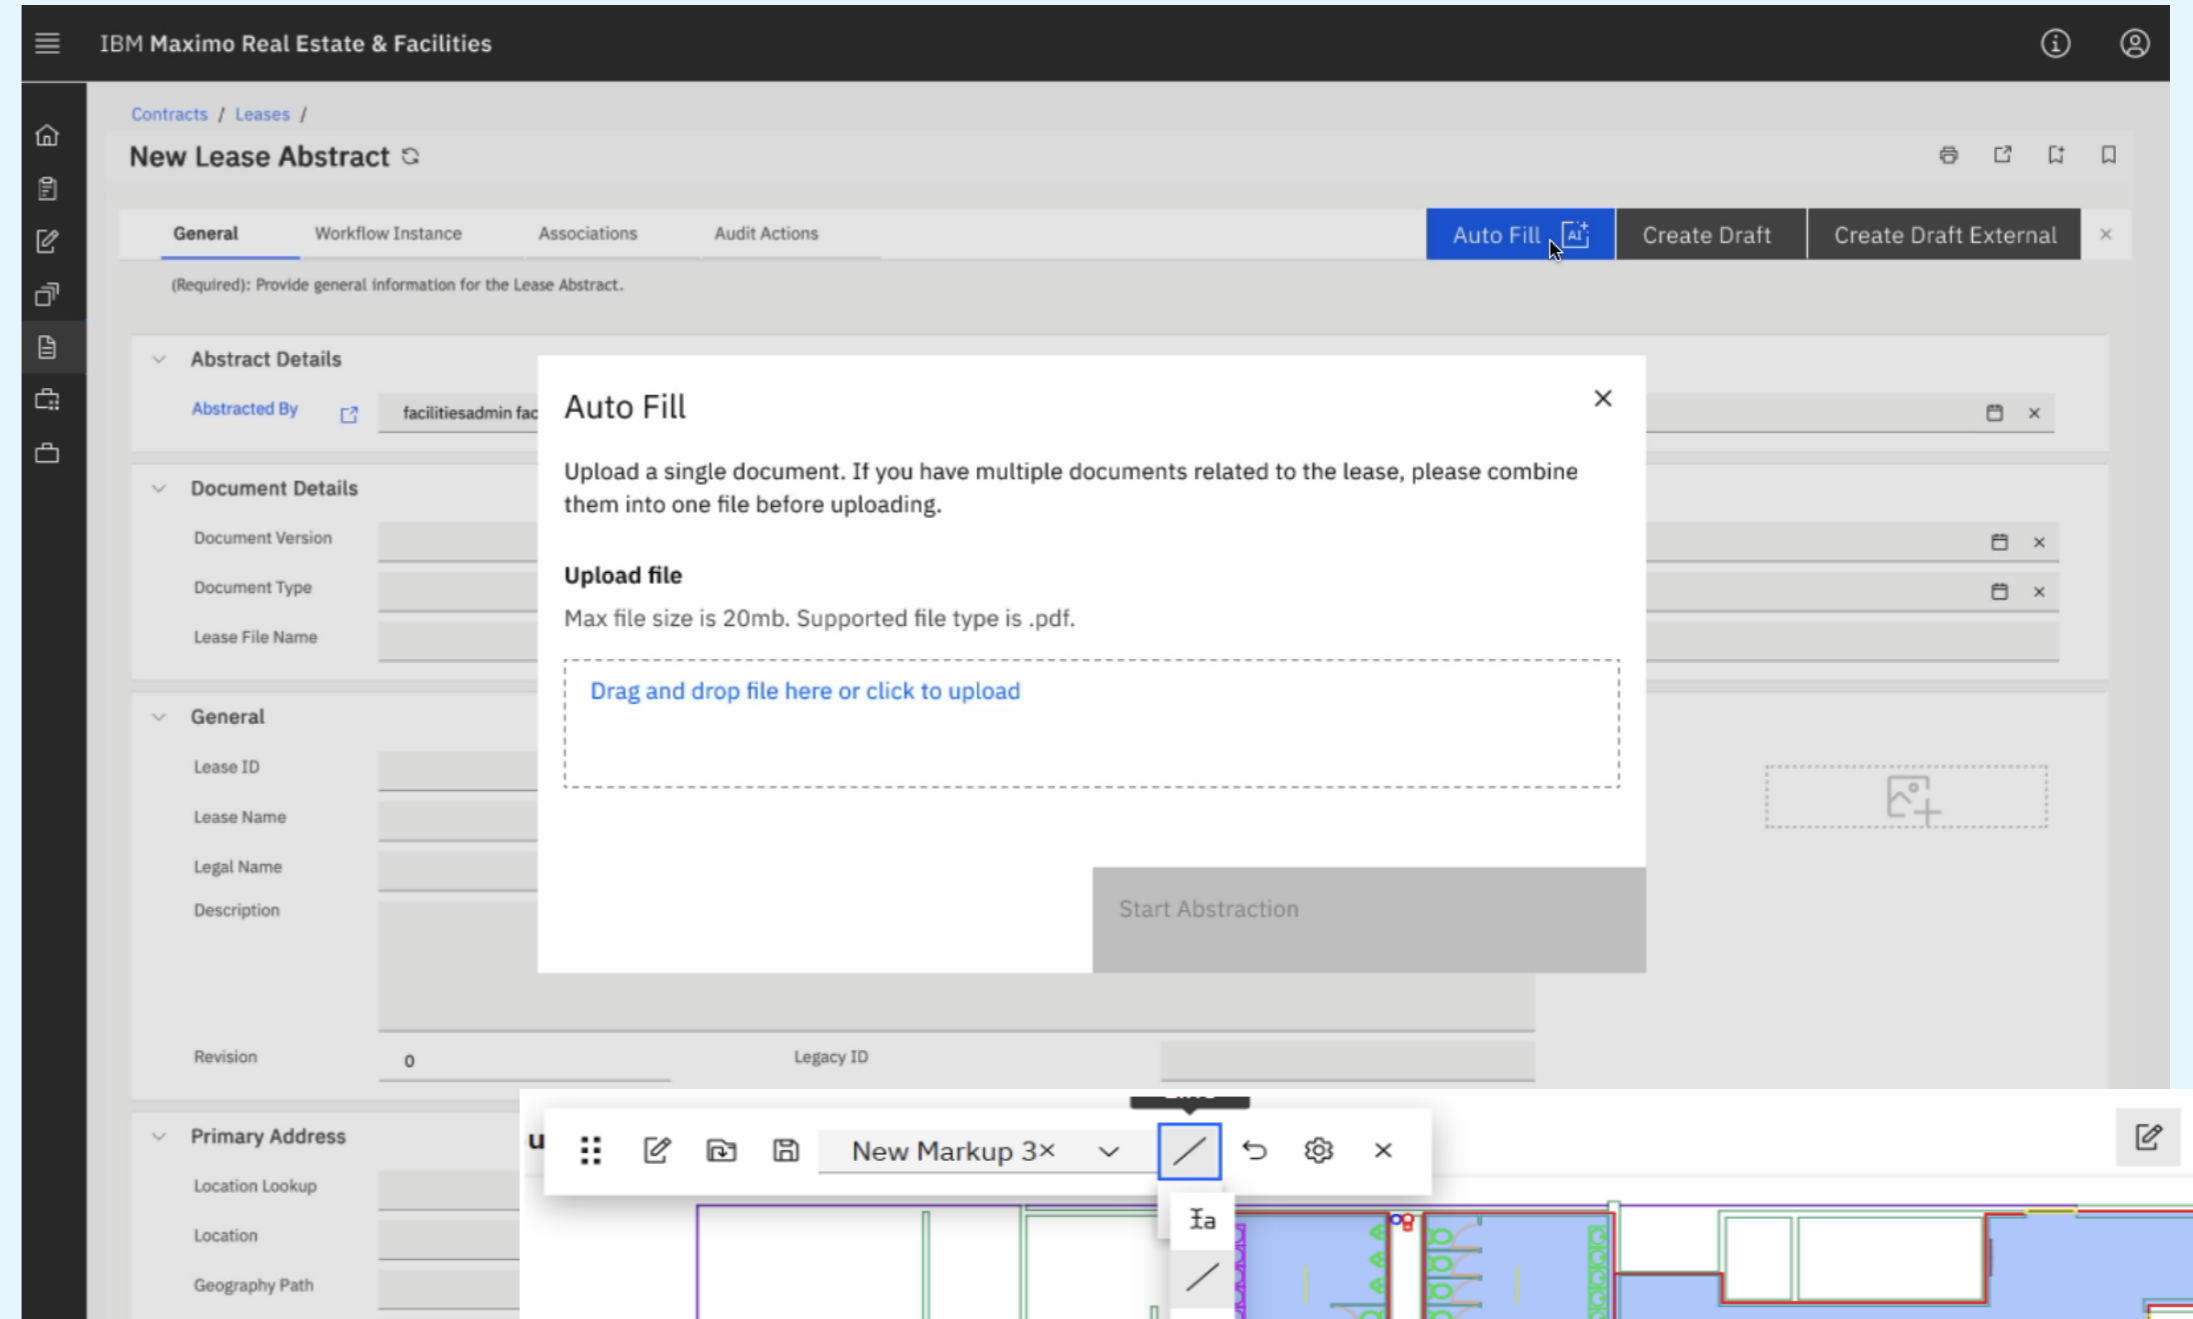 IBM Maximo Real Estate & Facilities
Contracts / Leases /
New Lease Abstract
General Workflow Instance Associations Audit Actions
Auto Fill AI Create Draft Create Draft External
(Required): Provide general information for the Lease Abstract.
Abstract Details
Abstracted By facilitiesadmin fac
Document Details
Document Version
Document Type
Lease File Name
General
Lease ID
Lease Name
Legal Name
Description
Revision 0 Legacy ID
Primary Address
Location Lookup
Location
Geography Path
Auto Fill
Upload a single document. If you have multiple documents related to the lease, please combine
them into one file before uploading.
Upload file
Max file size is 20mb. Supported file type is .pdf.
Drag and drop file here or click to upload
Start Abstraction
u
New Markup 3×
a